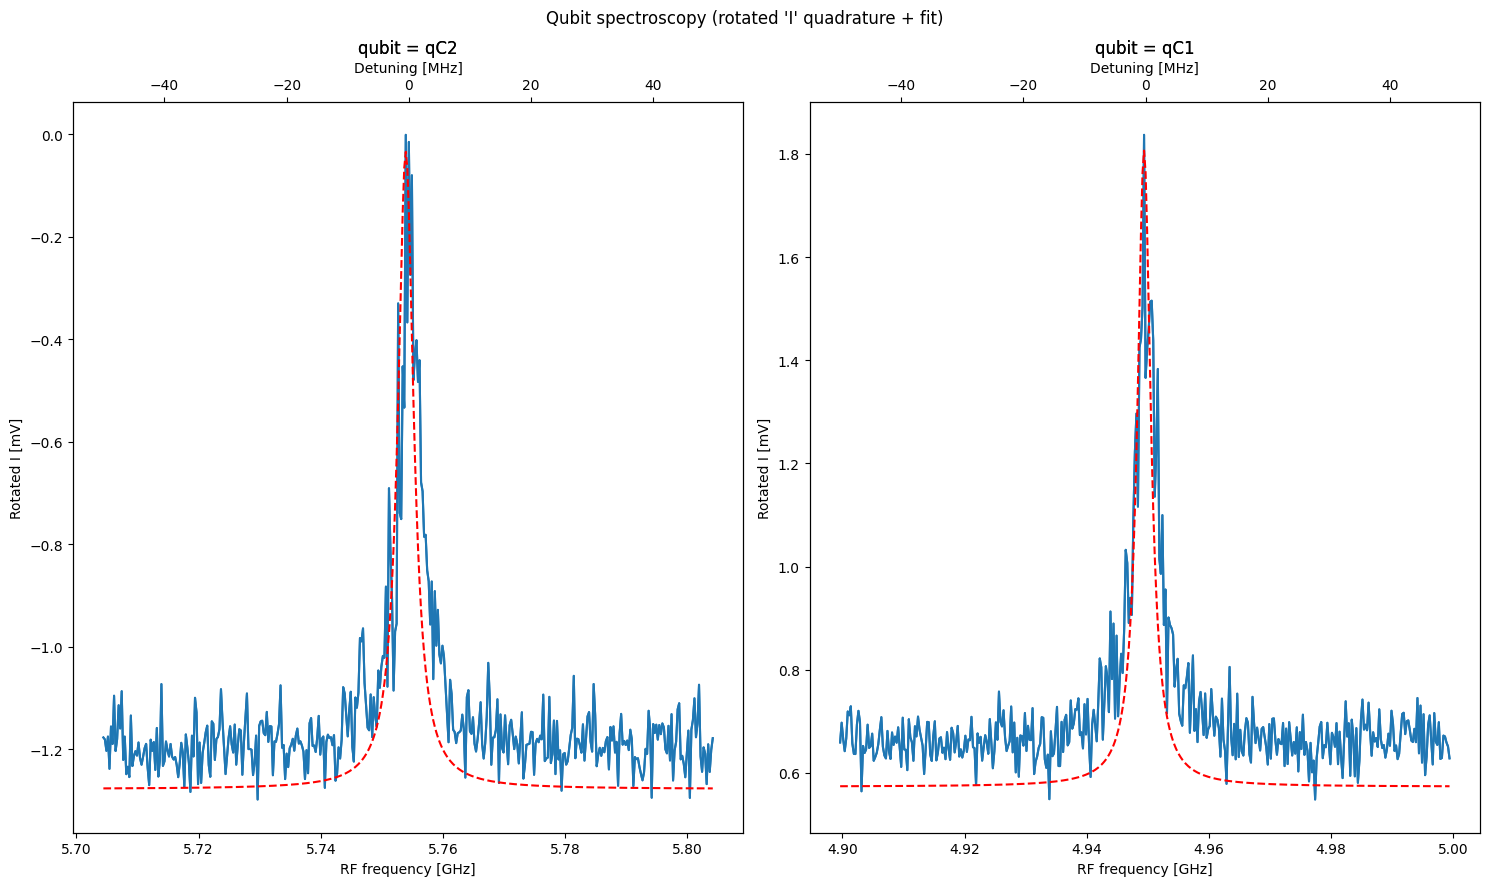 Qubit spectroscopy (rotated 'I' quadrature + fit)
qubit = qC2
Detuning [MHz]
−40 −20 0 20 40
0.0
−0.2
−0.4
−0.6
−0.8
−1.0
−1.2
Rotated I [mV]
5.70 5.72 5.74 5.76 5.78 5.80
RF frequency [GHz]
qubit = qC1
Detuning [MHz]
−40 −20 0 20 40
1.8
1.6
1.4
1.2
1.0
0.8
0.6
Rotated I [mV]
4.90 4.92 4.94 4.96 4.98 5.00
RF frequency [GHz]